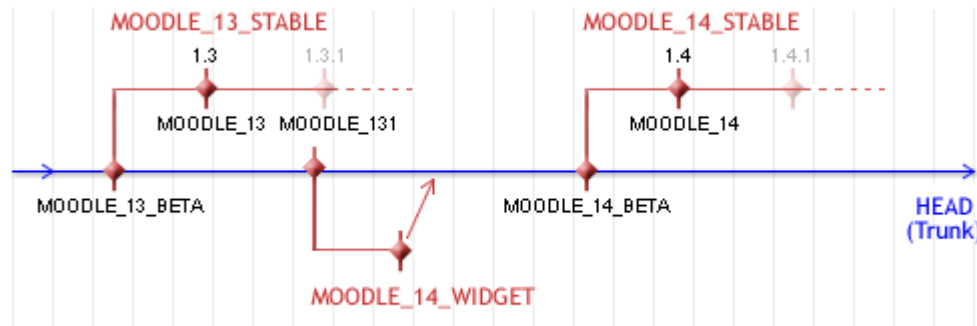 MOODLE_13_STABLE
MOODLE_14_STABLE
1.3
1.3.1
1.4
1.4.1
MOODLE_13
MOODLE_131
MOODLE_14
MOODLE_13_BETA
MOODLE_14_BETA
HEAD
(Trunk)
MOODLE_14_WIDGET